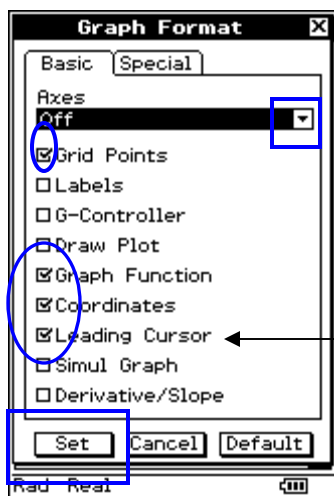 Graph Format
Basic Special
Axes
Off
Grid Points
Labels
G-Controller
Draw Plot
Graph Function
Coordinates
Leading Cursor
Simul Graph
Derivative/Slope
Set Cancel Default
Rad Real